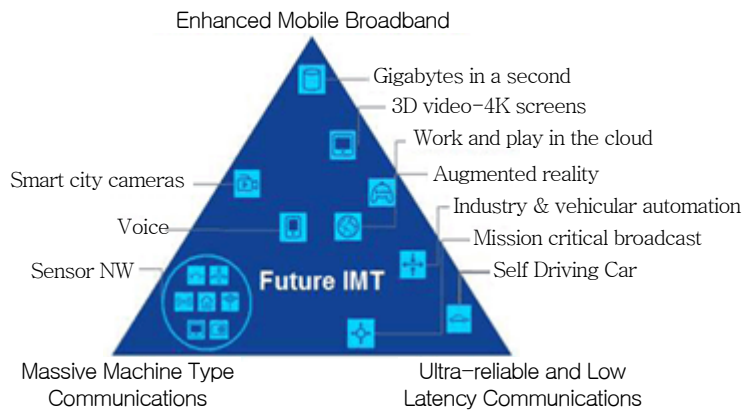 Enhanced Mobile Broadband
Gigabytes in a second
3D video-4K screens
Work and play in the cloud
Smart city cameras
Augmented reality
Industry & vehicular automation
Voice
Mission critical broadcast
Sensor NW
Future IMT
Self Driving Car
Massive Machine Type
Communications
Ultra-reliable and Low
Latency Communications